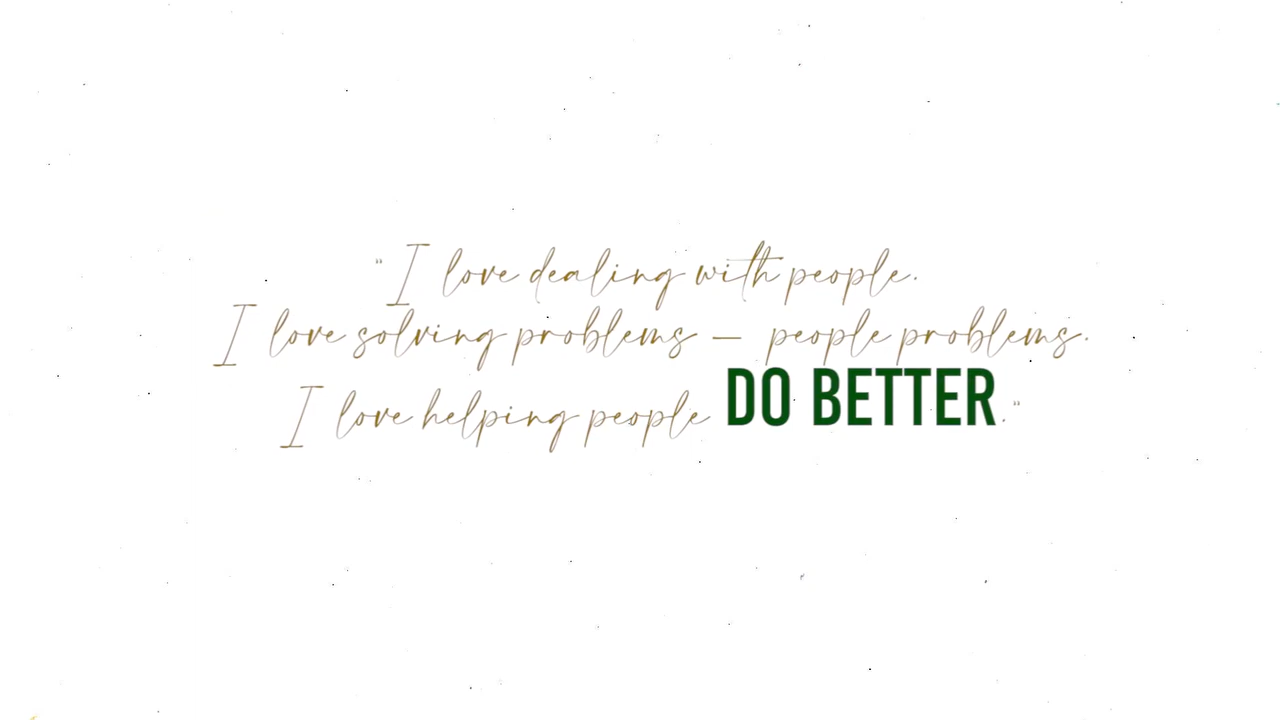 "I love dealing with people.
I love solving problems – people problems.
I love helping people DO BETTER."